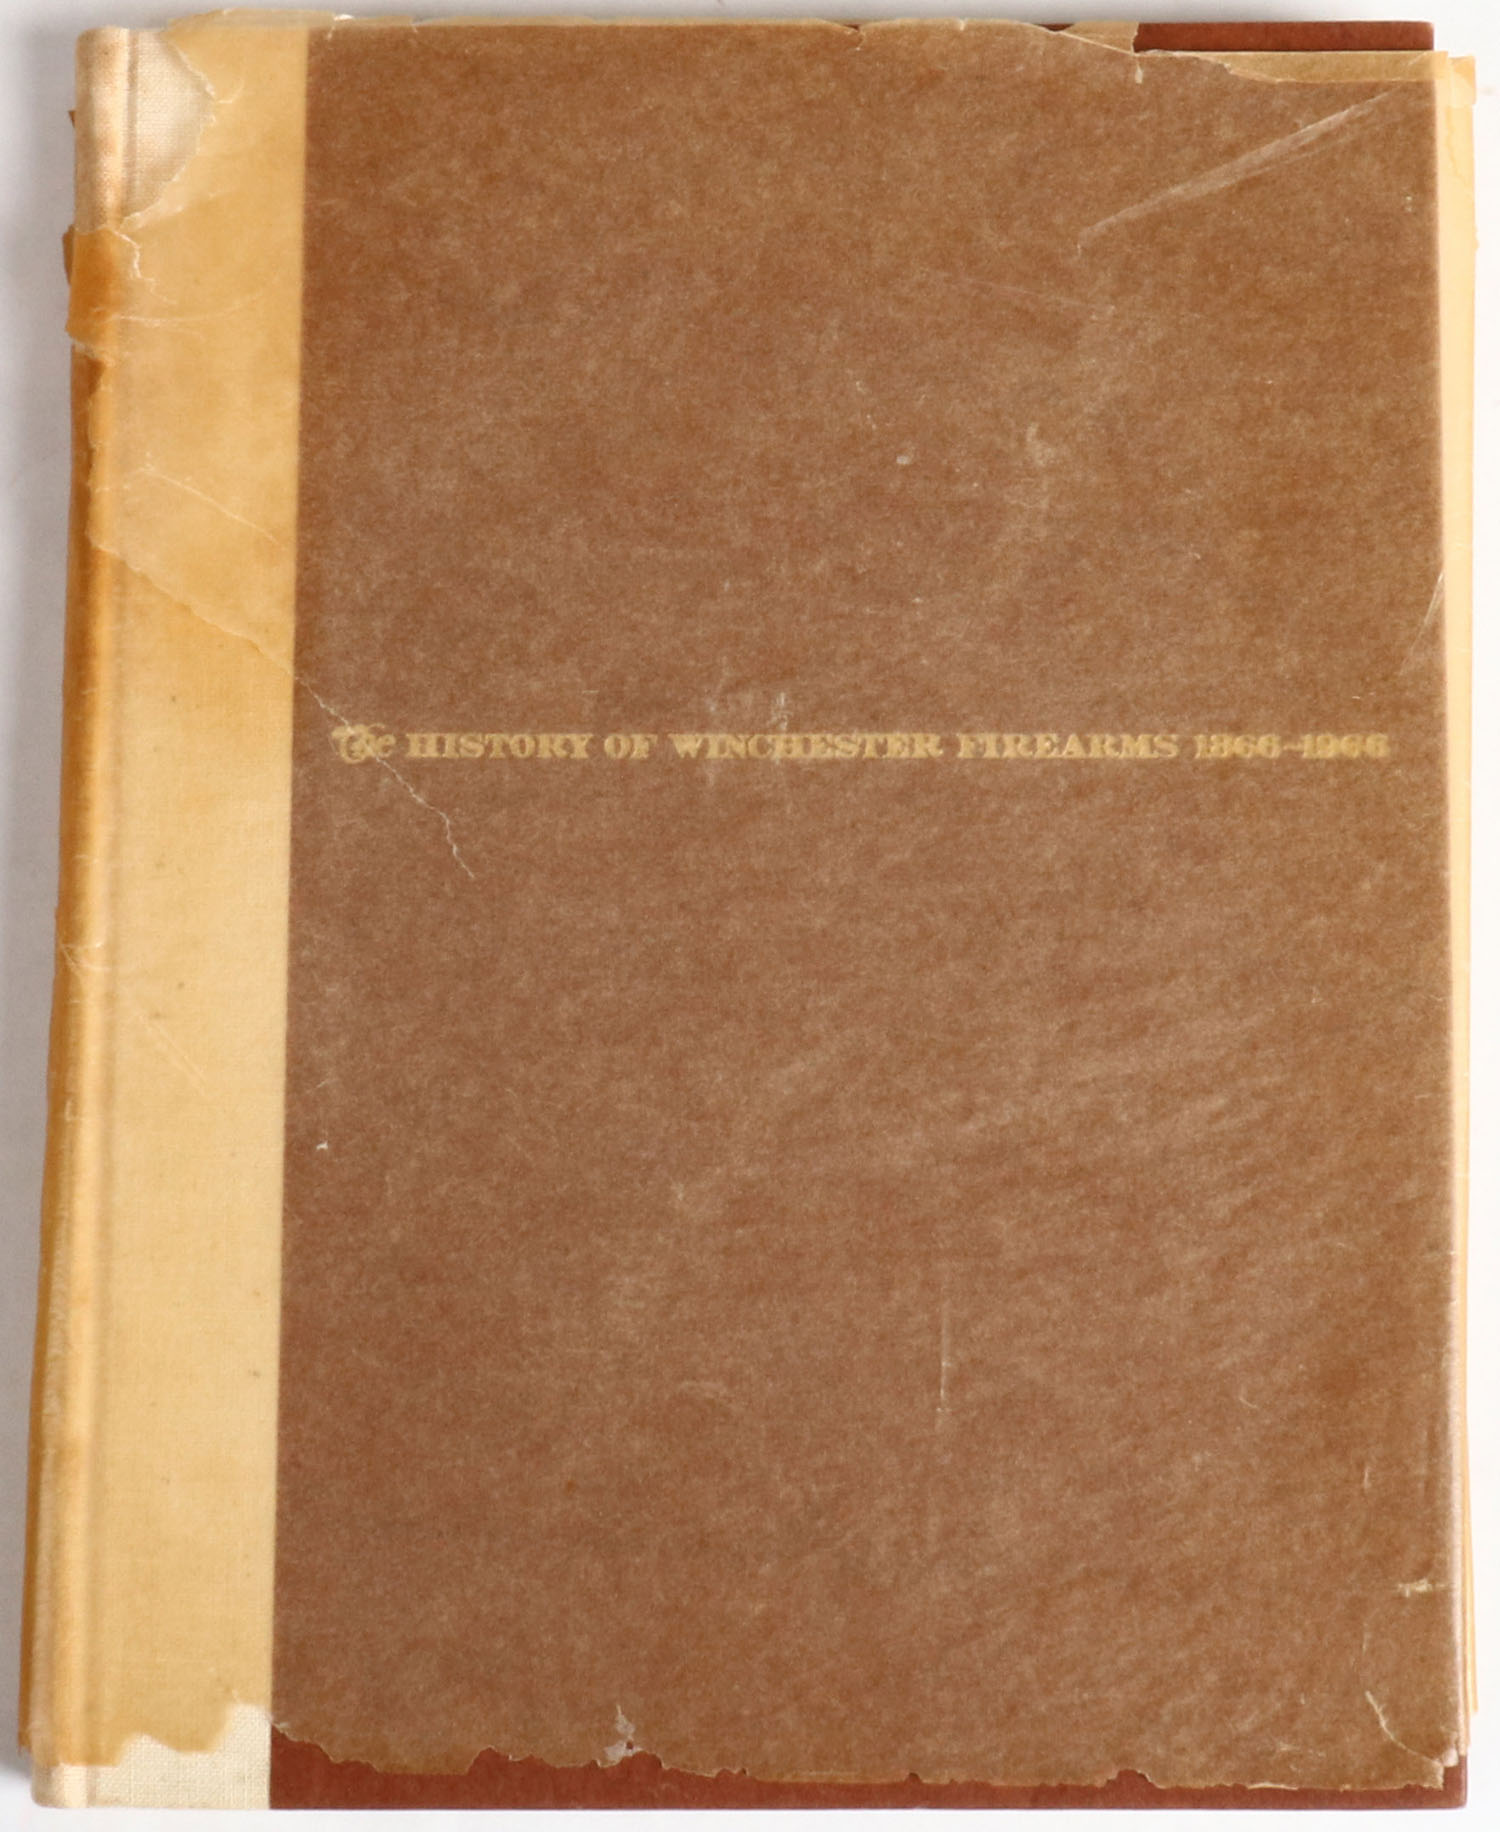 The HISTORY OF WINCHESTER FIREARMS 1866-1966